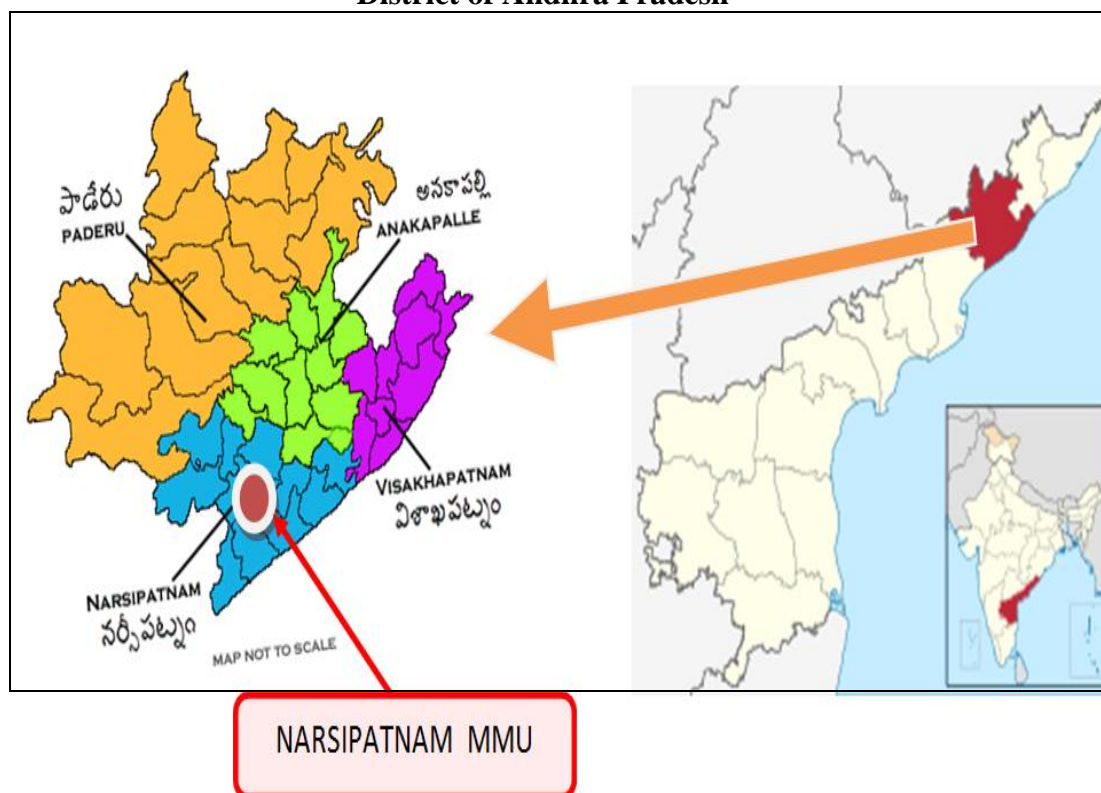 District of Andhra Pradesh
పాడేరు
PADERU
అనకాపల్లి
ANAKAPALLE
VISAKHAPATNAM
విశాఖపట్నం
NARSIPATNAM
నర్సీపట్నం
MAP NOT TO SCALE
NARSIPATNAM MMU